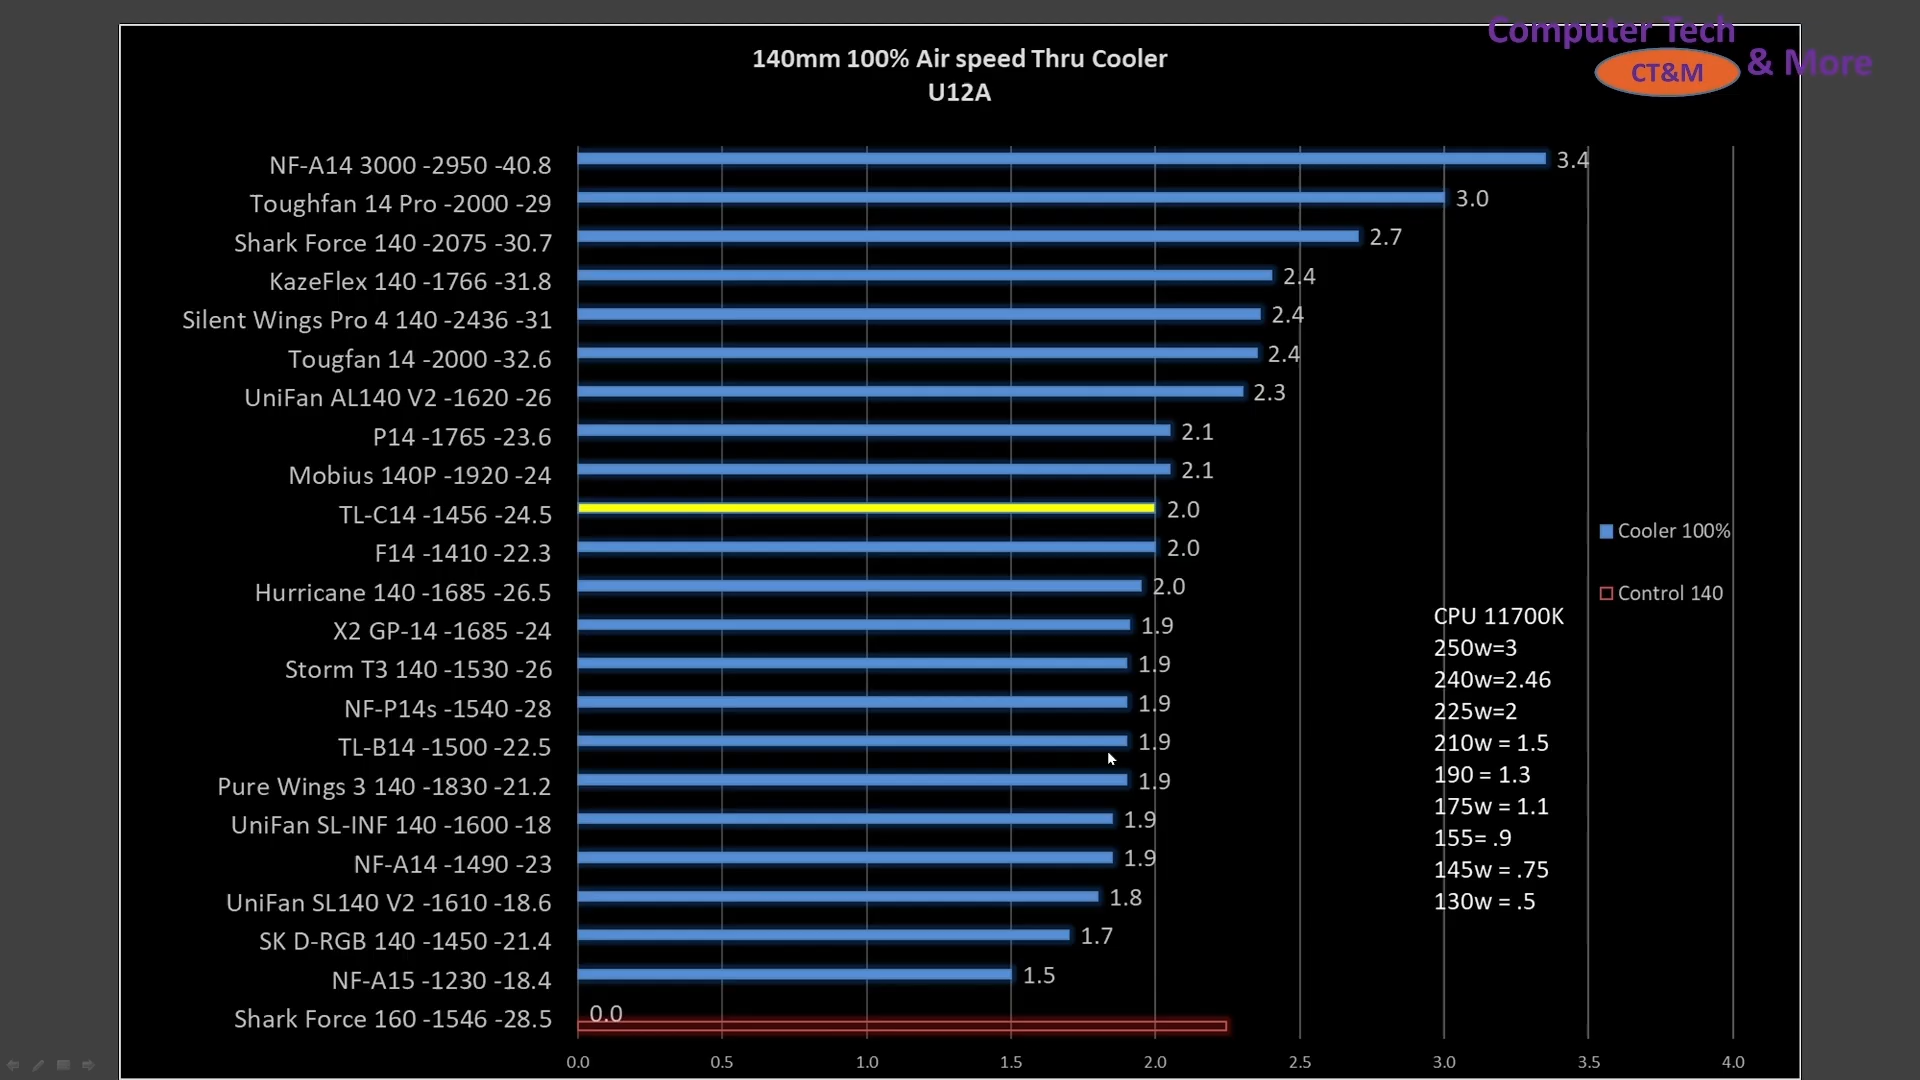 Computer Tech
CT&M
& More
140mm 100% Air speed Thru Cooler
U12A
NF-A14 3000 -2950 -40.8 3.4
Toughfan 14 Pro -2000 -29 3.0
Shark Force 140 -2075 -30.7 2.7
KazeFlex 140 -1766 -31.8 2.4
Silent Wings Pro 4 140 -2436 -31 2.4
Tougfan 14 -2000 -32.6 2.4
UniFan AL140 V2 -1620 -26 2.3
P14 -1765 -23.6 2.1
Mobius 140P -1920 -24 2.1
TL-C14 -1456 -24.5 2.0
F14 -1410 -22.3 2.0
Hurricane 140 -1685 -26.5 2.0
X2 GP-14 -1685 -24 1.9
Storm T3 140 -1530 -26 1.9
NF-P14s -1540 -28 1.9
TL-B14 -1500 -22.5 1.9
Pure Wings 3 140 -1830 -21.2 1.9
UniFan SL-INF 140 -1600 -18 1.9
NF-A14 -1490 -23 1.9
UniFan SL140 V2 -1610 -18.6 1.8
SK D-RGB 140 -1450 -21.4 1.7
NF-A15 -1230 -18.4 1.5
Shark Force 160 -1546 -28.5 0.0
0.0 0.5 1.0 1.5 2.0 2.5 3.0 3.5 4.0
Cooler 100%
Control 140
CPU 11700K
250w=3
240w=2.46
225w=2
210w = 1.5
190 = 1.3
175w = 1.1
155= .9
145w = .75
130w = .5